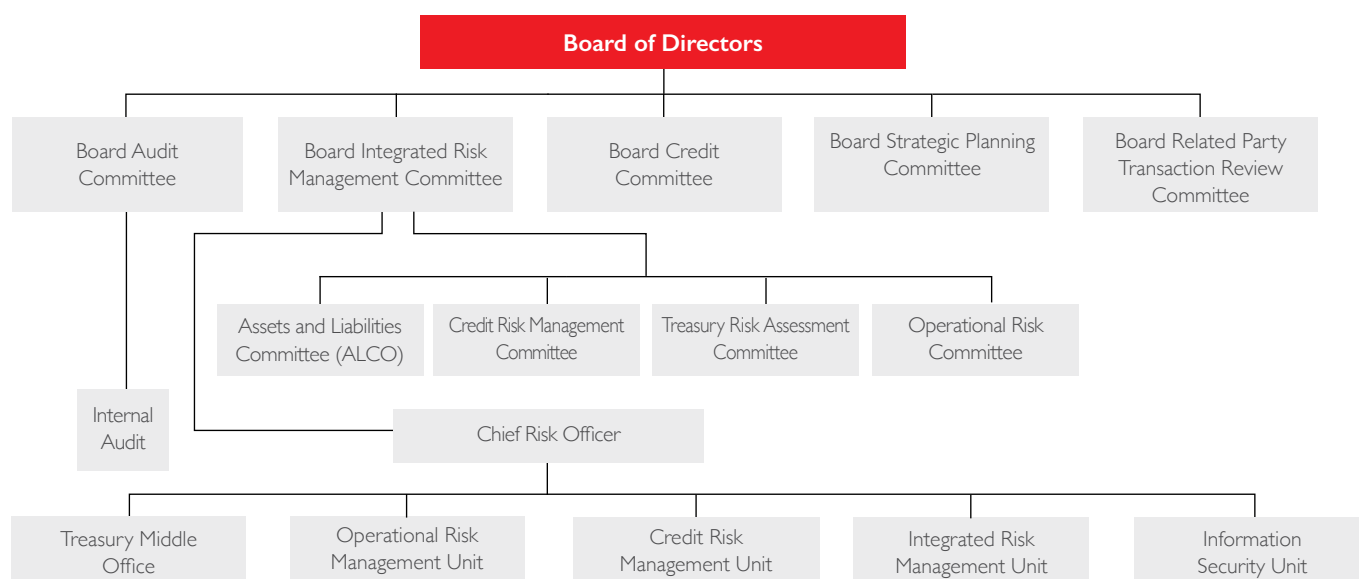 Board of Directors
Board Audit
Committee
Board Integrated Risk
Management Committee
Board Credit
Committee
Board Strategic Planning
Committee
Board Related Party
Transaction Review
Committee
Assets and Liabilities
Committee (ALCO)
Credit Risk Management
Committee
Treasury Risk Assessment
Committee
Operational Risk
Committee
Internal
Audit
Chief Risk Officer
Treasury Middle
Office
Operational Risk
Management Unit
Credit Risk
Management Unit
Integrated Risk
Management Unit
Information
Security Unit